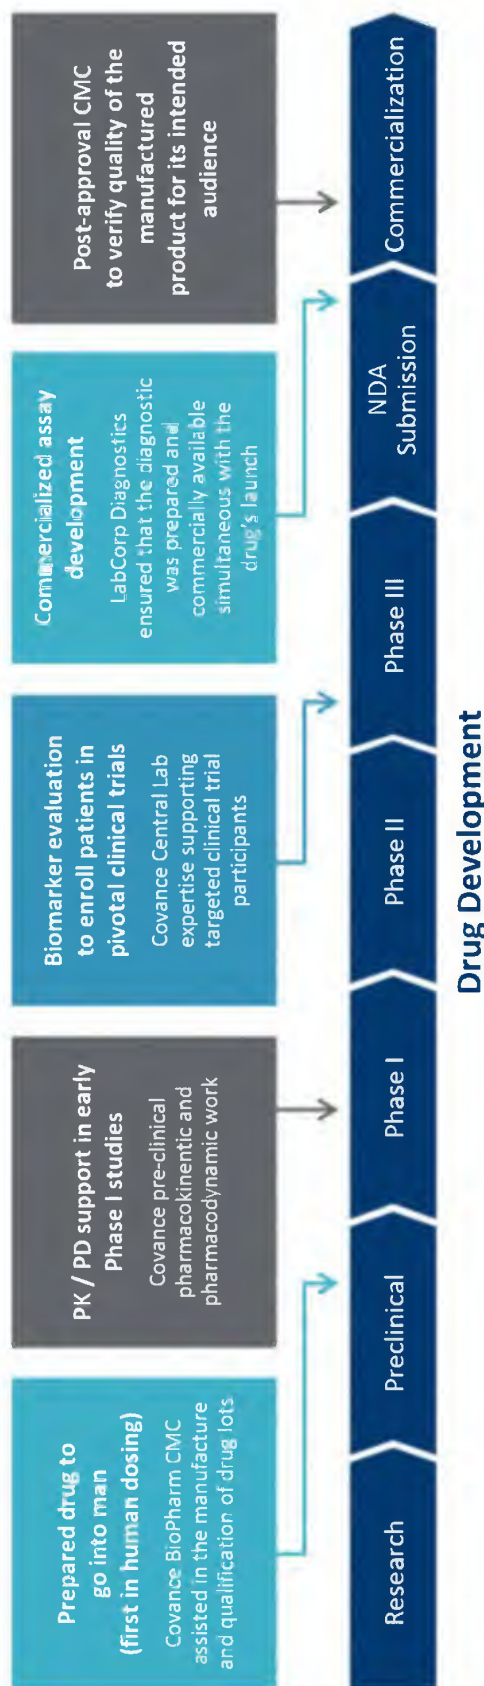 Prepared drug to
go into man
(first in human dosing)
Covance BioPharm CMC
assisted in the manufacture
and qualification of drug lots
PK / PD support in early
Phase I studies
Covance pre-clinical
pharmacokinentic and
pharmacodynamic work
Biomarker evaluation
to enroll patients in
pivotal clinical trials
Covance Central Lab
expertise supporting
targeted clinical trial
participants
Commercialized assay
development
LabCorp Diagnostics
ensured that the diagnostic
was prepared and
commercially available
simultaneous with the
drug's launch
Post-approval CMC
to verify quality of the
manufactured
product for its intended
audience
Research
Preclinical
Phase I
Phase II
Phase III
NDA
Submission
Commercialization
Drug Development